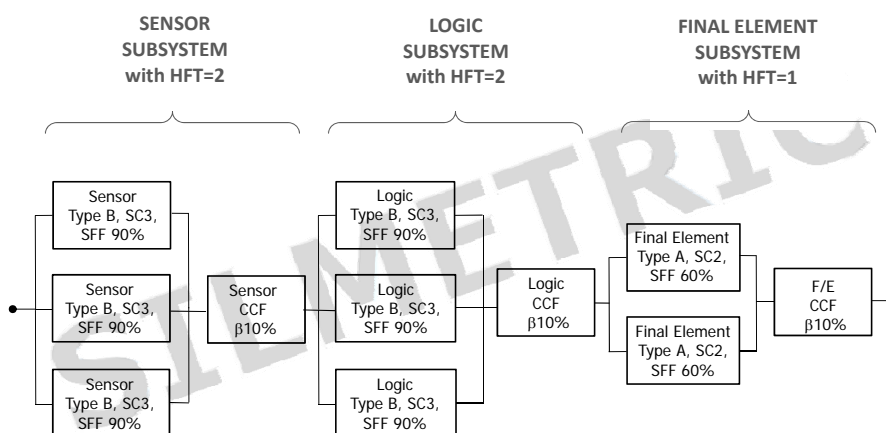 SENSOR
SUBSYSTEM
with HFT=2
LOGIC
SUBSYSTEM
with HFT=2
FINAL ELEMENT
SUBSYSTEM
with HFT=1
Sensor
Type B, SC3,
SFF 90%
Sensor
Type B, SC3,
SFF 90%
Sensor
Type B, SC3,
SFF 90%
Sensor
CCF
β10%
Logic
Type B, SC3,
SFF 90%
Logic
Type B, SC3,
SFF 90%
Logic
Type B, SC3,
SFF 90%
Logic
CCF
β10%
Final Element
Type A, SC2,
SFF 60%
Final Element
Type A, SC2,
SFF 60%
F/E
CCF
β10%
SILMETRIC